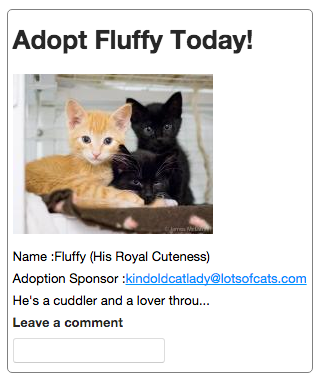 Adopt Fluffy Today!
Name :Fluffy (His Royal Cuteness)
Adoption Sponsor :kindoldcatlady@lotsofcats.com
He's a cuddler and a lover throu...
Leave a comment